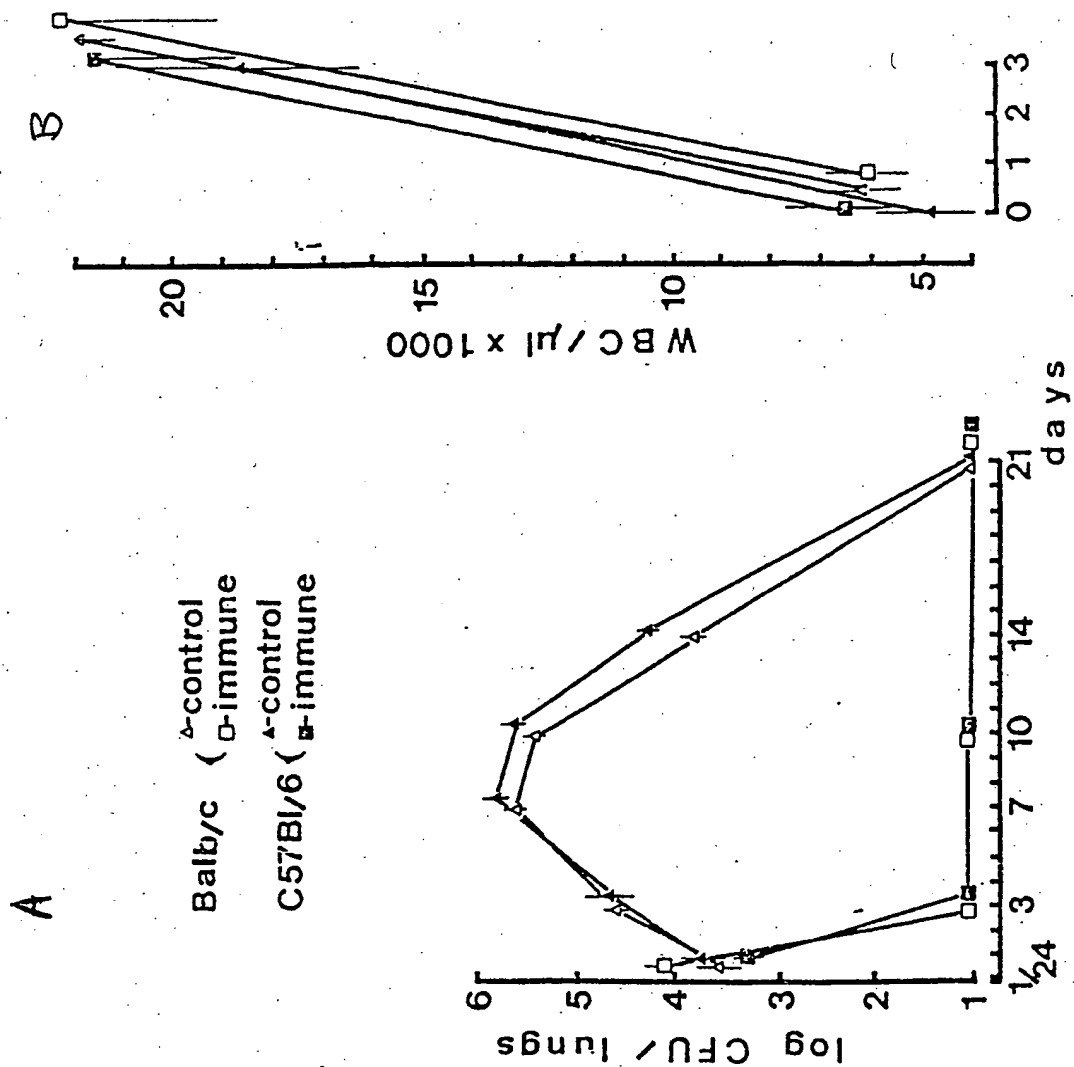 A
Balb/c ( △-control
□-immune
C57Bl/6 ( ▲-control
■-immune
log CFU / lungs
6
5
4
3
2
1
1/24
3
7
10
14
21
days
B
WBC/µl x 1000
20
15
10
5
0
1
2
3